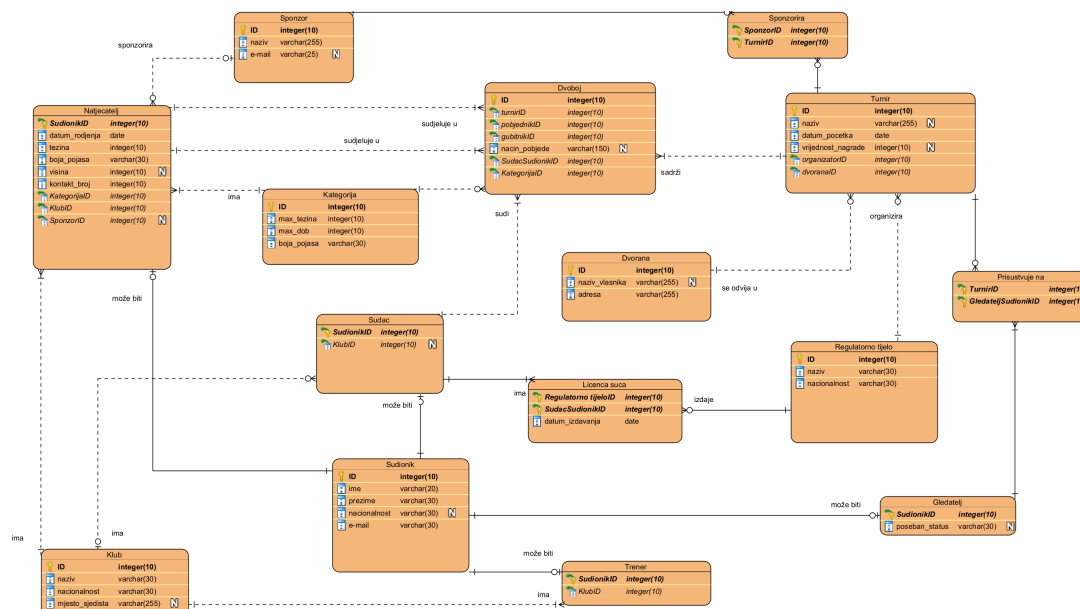 Sponzor
ID integer(10)
naziv varchar(255)
e-mail varchar(25) N
Sponzorira
SponzorID integer(10)
TurnirID integer(10)
sponzorira
Natjecatelj
SudionikID integer(10)
datum_rodjenja date
tezina integer(10)
boja_pojasa varchar(30)
visina integer(10) N
kontakt_broj integer(10)
KategorijaID integer(10)
KlubID integer(10)
SponzorID integer(10) N
Dvoboj
ID integer(10)
turnirID integer(10)
pobjednikID integer(10)
gubitnikID integer(10)
nacin_pobjede varchar(150) N
SudacSudionikID integer(10)
KategorijaID integer(10)
Turnir
ID integer(10)
naziv varchar(255) N
datum_pocetka date
vrijednost_nagrade integer(10) N
organizatorID integer(10)
dvoranaID integer(10)
sudjeluje u
sudjeluje u
sadrži
ima
Kategorija
ID integer(10)
max_tezina integer(10)
max_dob integer(10)
boja_pojasa varchar(30)
sudi
organizira
Dvorana
ID integer(10)
naziv_vlasnika varchar(255) N
adresa varchar(255)
se odvija u
Prisustvuje na
TurnirID integer(1
GledateljSudionikID integer(1
može biti
Sudac
SudionikID integer(10)
KlubID integer(10) N
Regulatorno tijelo
ID integer(10)
naziv varchar(30)
nacionalnost varchar(30)
Licenca suca
Regulatorno tijeloID integer(10)
SudacSudionikID integer(10)
datum_izdavanja date
ima
izdaje
može biti
Sudionik
ID integer(10)
ime varchar(20)
prezime varchar(30)
nacionalnost varchar(30) N
e-mail varchar(30)
može biti
Gledatelj
SudionikID integer(10)
poseban_status varchar(30) N
ima
ima
Klub
ID integer(10)
naziv varchar(30)
nacionalnost varchar(30)
mjesto_sjedista varchar(255) N
može biti
Trener
SudionikID integer(10)
KlubID integer(10)
ima